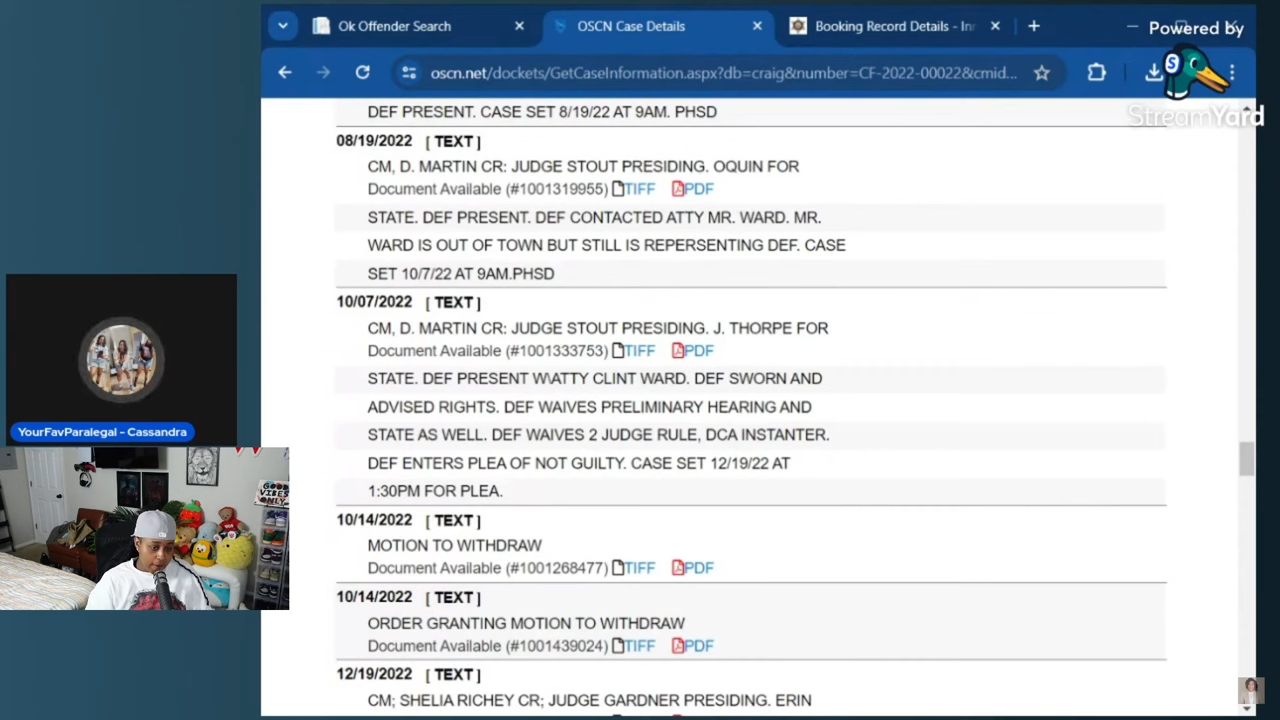 Ok Offender Search
OSCN Case Details
Booking Record Details - Inr
Powered by
oscn.net/dockets/GetCaseInformation.aspx?db=craig&number=CF-2022-00022&cmid...
StreamYard
DEF PRESENT. CASE SET 8/19/22 AT 9AM. PHSD
08/19/2022 [ TEXT ]
CM, D. MARTIN CR: JUDGE STOUT PRESIDING. OQUIN FOR
Document Available (#1001319955) TIFF PDF
STATE. DEF PRESENT. DEF CONTACTED ATTY MR. WARD. MR.
WARD IS OUT OF TOWN BUT STILL IS REPERSENTING DEF. CASE
SET 10/7/22 AT 9AM.PHSD
10/07/2022 [ TEXT ]
CM, D. MARTIN CR: JUDGE STOUT PRESIDING. J. THORPE FOR
Document Available (#1001333753) TIFF PDF
STATE. DEF PRESENT W\ATTY CLINT WARD. DEF SWORN AND
ADVISED RIGHTS. DEF WAIVES PRELIMINARY HEARING AND
STATE AS WELL. DEF WAIVES 2 JUDGE RULE, DCA INSTANTER.
DEF ENTERS PLEA OF NOT GUILTY. CASE SET 12/19/22 AT
1:30PM FOR PLEA.
10/14/2022 [ TEXT ]
MOTION TO WITHDRAW
Document Available (#1001268477) TIFF PDF
10/14/2022 [ TEXT ]
ORDER GRANTING MOTION TO WITHDRAW
Document Available (#1001439024) TIFF PDF
12/19/2022 [ TEXT ]
CM; SHELIA RICHEY CR; JUDGE GARDNER PRESIDING. ERIN
YourFavParalegal - Cassandra
GOOD
VIBES
ONLY